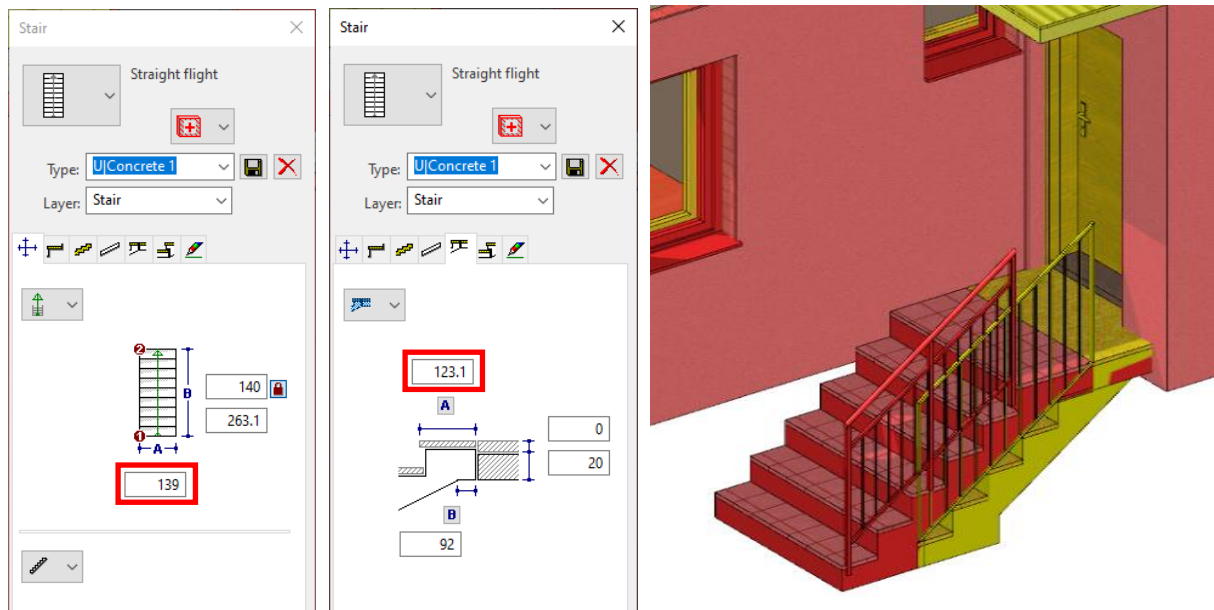 Stair
Straight flight
Type: U|Concrete 1
Layer: Stair
2
B
140
263.1
1
A
139
Stair
Straight flight
Type: U|Concrete 1
Layer: Stair
123.1
A
0
20
B
92